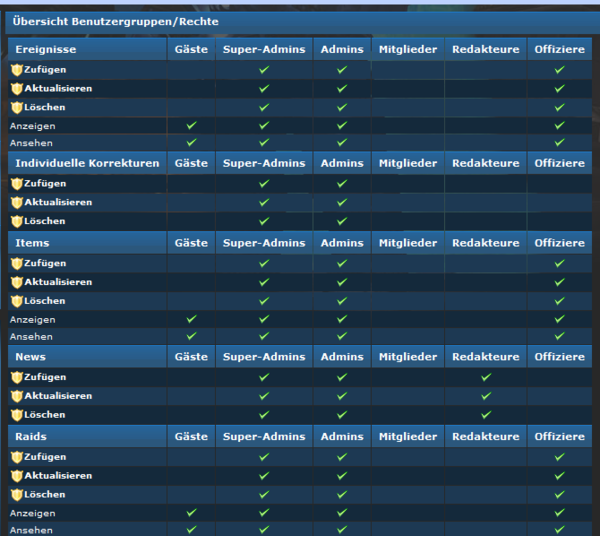 Übersicht Benutzergruppen/Rechte
Ereignisse Gäste Super-Admins Admins Mitglieder Redakteure Offiziere
Zufügen
Aktualisieren
Löschen
Anzeigen
Ansehen
Individuelle Korrekturen Gäste Super-Admins Admins Mitglieder Redakteure Offiziere
Zufügen
Aktualisieren
Löschen
Items Gäste Super-Admins Admins Mitglieder Redakteure Offiziere
Zufügen
Aktualisieren
Löschen
Anzeigen
Ansehen
News Gäste Super-Admins Admins Mitglieder Redakteure Offiziere
Zufügen
Aktualisieren
Löschen
Raids Gäste Super-Admins Admins Mitglieder Redakteure Offiziere
Zufügen
Aktualisieren
Löschen
Anzeigen
Ansehen